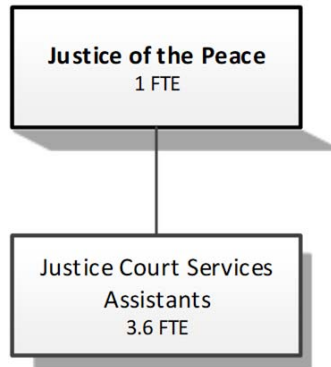 Justice of the Peace
1 FTE
Justice Court Services
Assistants
3.6 FTE